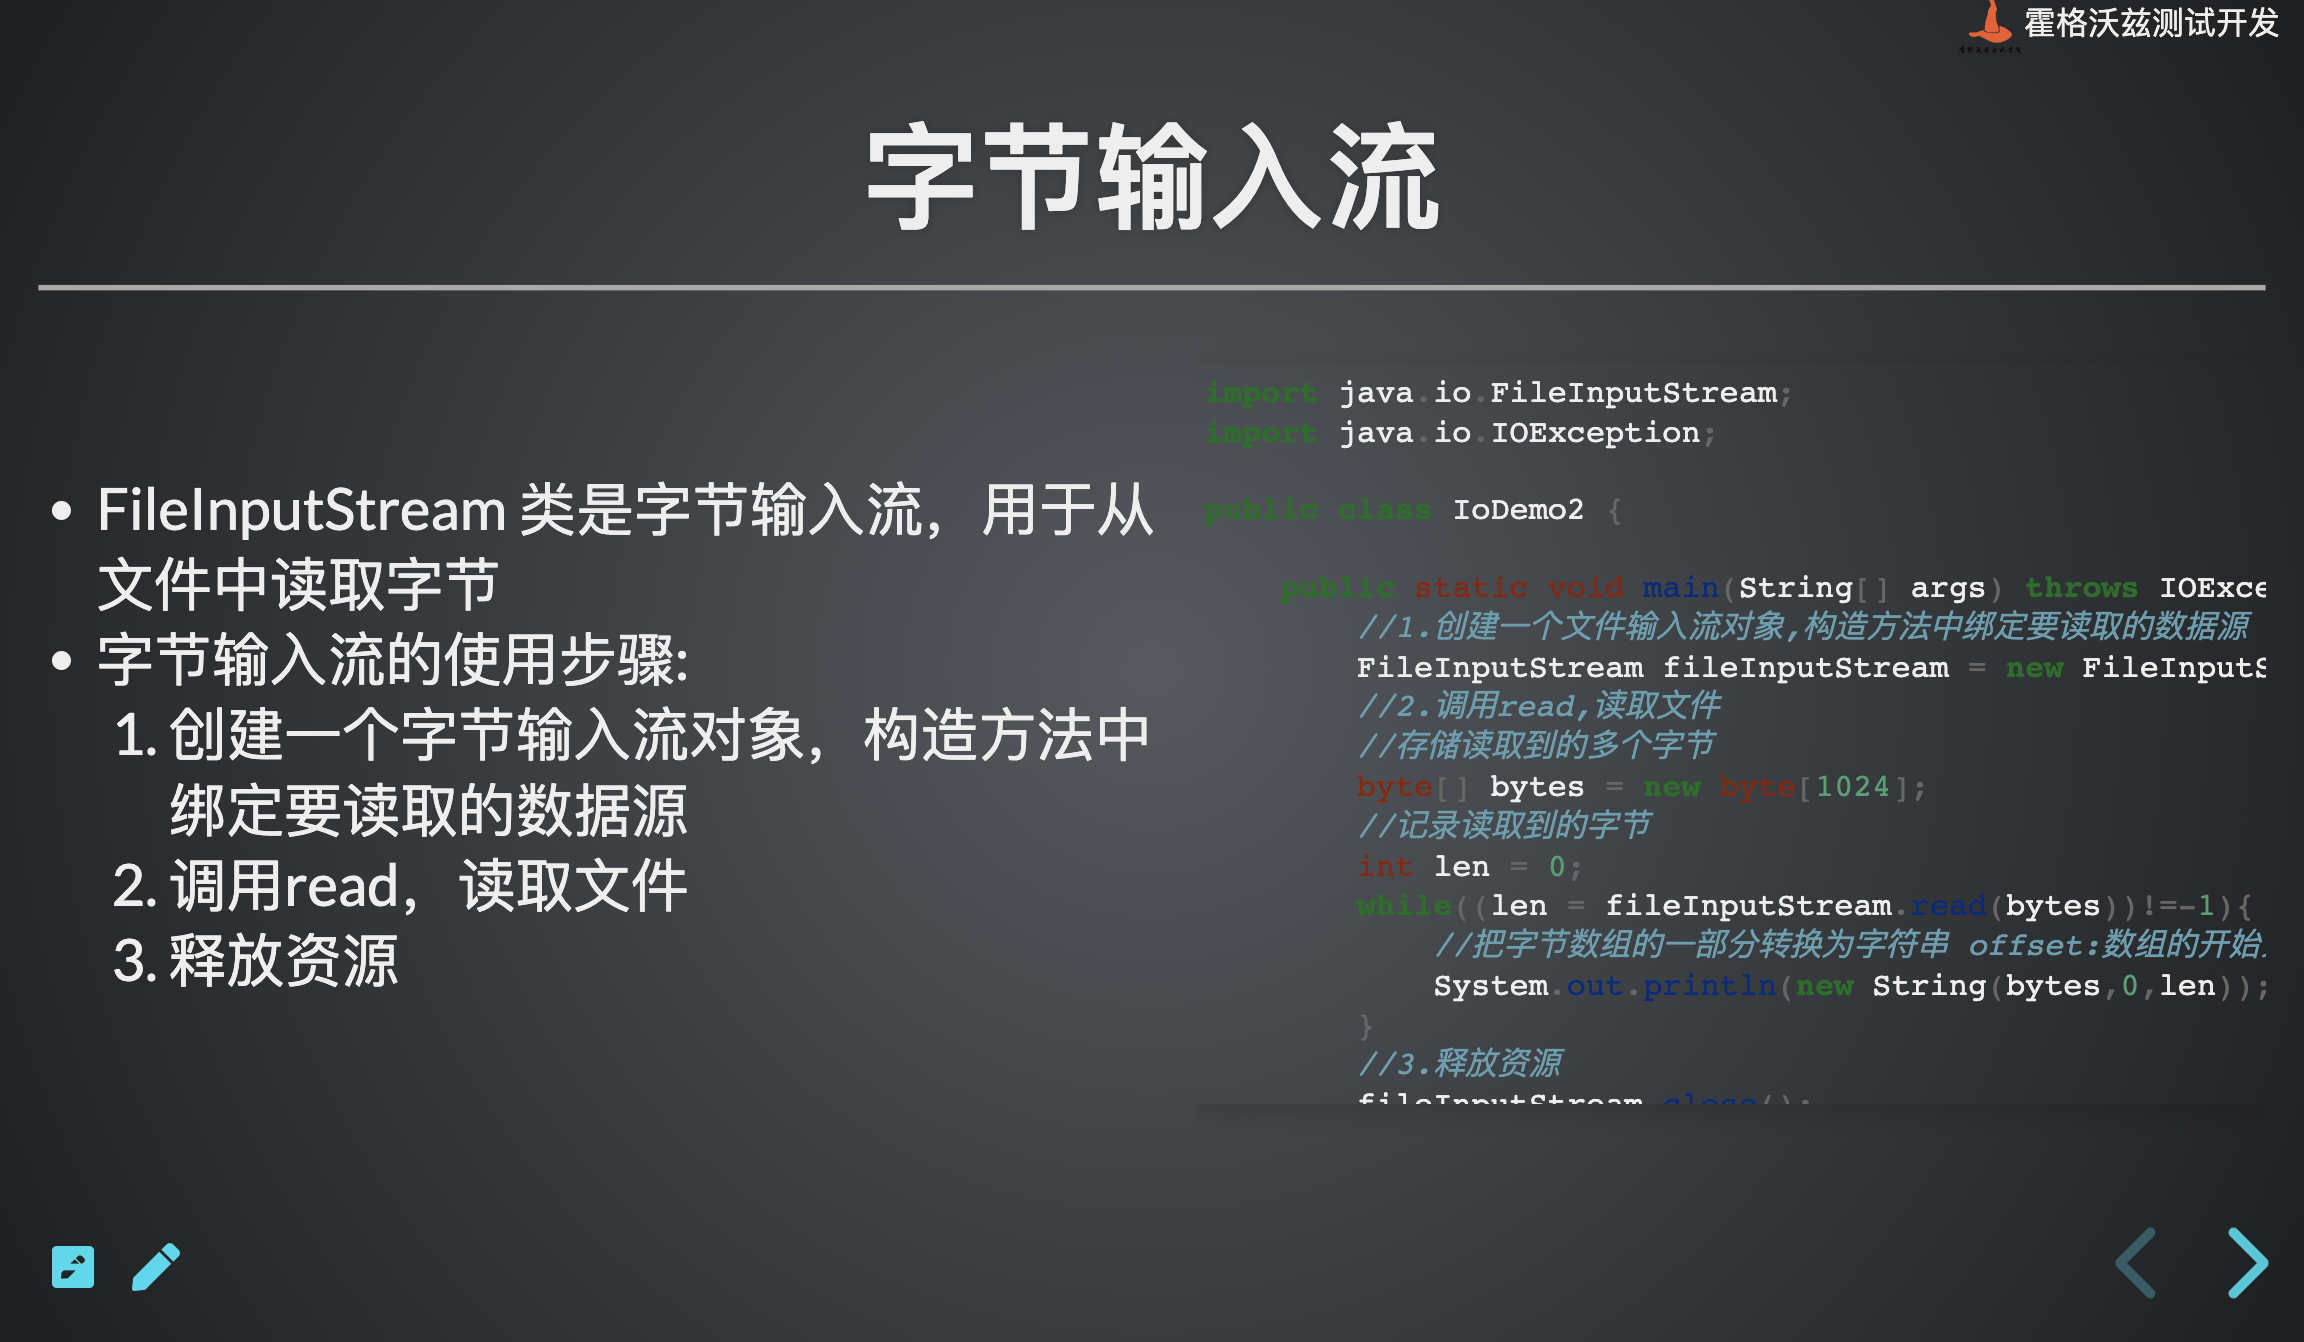 霍格沃兹测试开发
字节输入流
• FileInputStream 类是字节输入流，用于从
文件中读取字节
• 字节输入流的使用步骤:
1. 创建一个字节输入流对象，构造方法中
绑定要读取的数据源
2. 调用read，读取文件
3. 释放资源
import java.io.FileInputStream;
import java.io.IOException;
public class IoDemo2 {
public static void main(String[] args) throws IOExce
//1.创建一个文件输入流对象,构造方法中绑定要读取的数据源
FileInputStream fileInputStream = new FileInputS
//2.调用read,读取文件
//存储读取到的多个字节
byte[] bytes = new byte[1024];
//记录读取到的字节
int len = 0;
while((len = fileInputStream.read(bytes))!=-1){
//把字节数组的一部分转换为字符串 offset:数组的开始
System.out.println(new String(bytes,0,len));
}
//3.释放资源
fileInputStream.close();